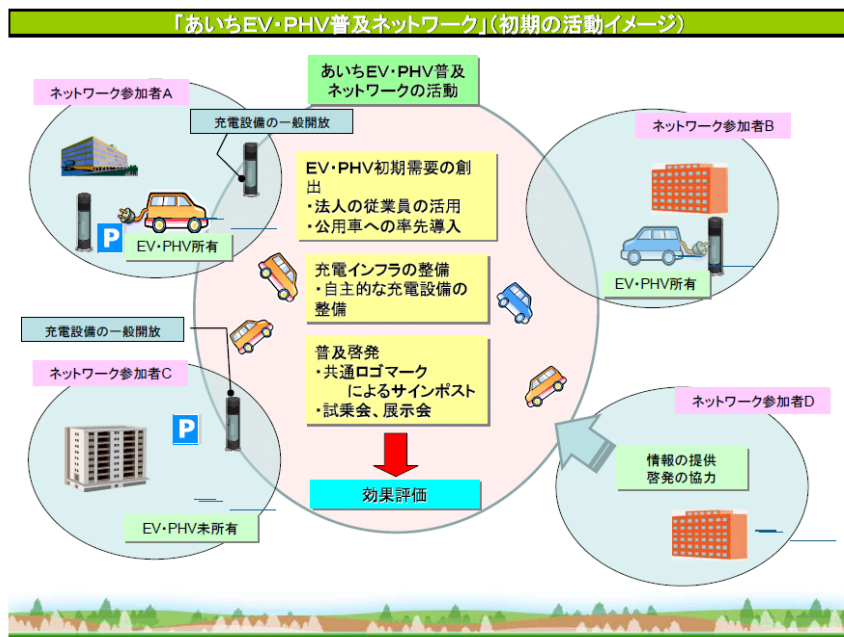 「あいちEV・PHV普及ネットワーク」（初期の活動イメージ）
あいちEV・PHV普及
ネットワークの活動
ネットワーク参加者A
充電設備の一般開放
P
EV・PHV所有
ネットワーク参加者B
EV・PHV所有
EV・PHV初期需要の創
出
・法人の従業員の活用
・公用車への率先導入
充電インフラの整備
・自主的な充電設備の
整備
普及啓発
・共通ロゴマーク
によるサインポスト
・試乗会、展示会
効果評価
充電設備の一般開放
ネットワーク参加者C
P
EV・PHV未所有
ネットワーク参加者D
情報の提供
啓発の協力